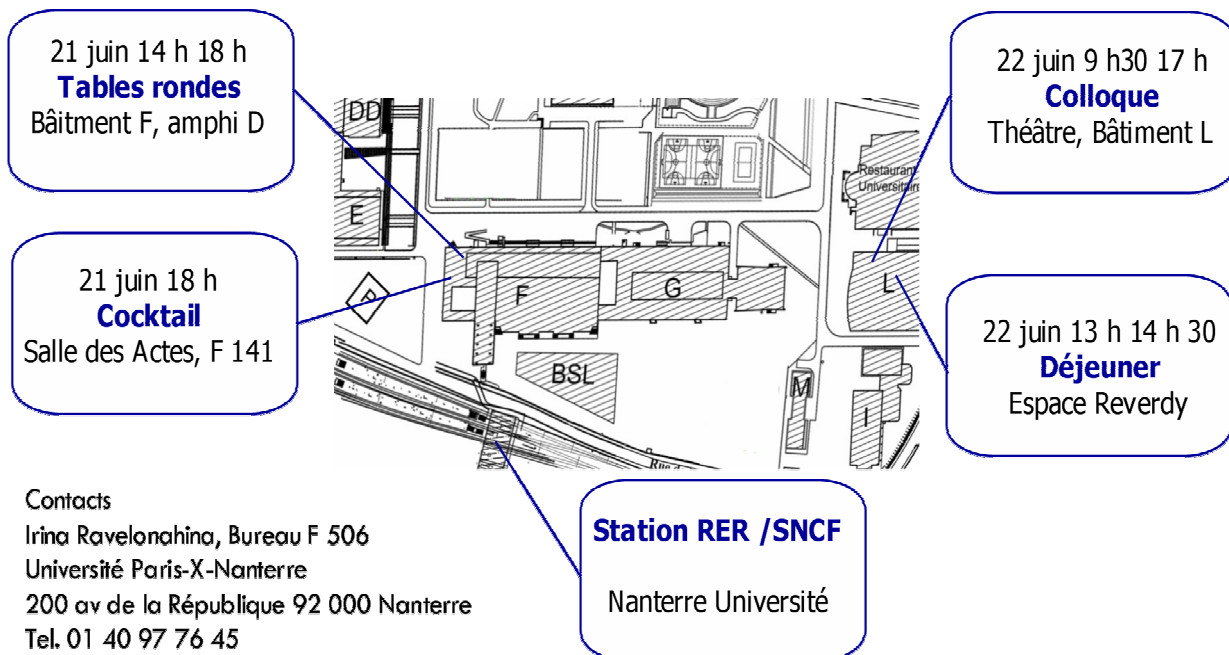 21 juin 14 h 18 h
Tables rondes
Bâitment F, amphi D
22 juin 9 h30 17 h
Colloque
Théâtre, Bâtiment L
21 juin 18 h
Cocktail
Salle des Actes, F 141
22 juin 13 h 14 h 30
Déjeuner
Espace Reverdy
DD
E
P
F
G
BSL
M
I
L
Restaurant
Universitaire
Rue d
Station RER /SNCF
Nanterre Université
Contacts
Irina Ravelonahina, Bureau F 506
Université Paris-X-Nanterre
200 av de la République 92 000 Nanterre
Tel. 01 40 97 76 45